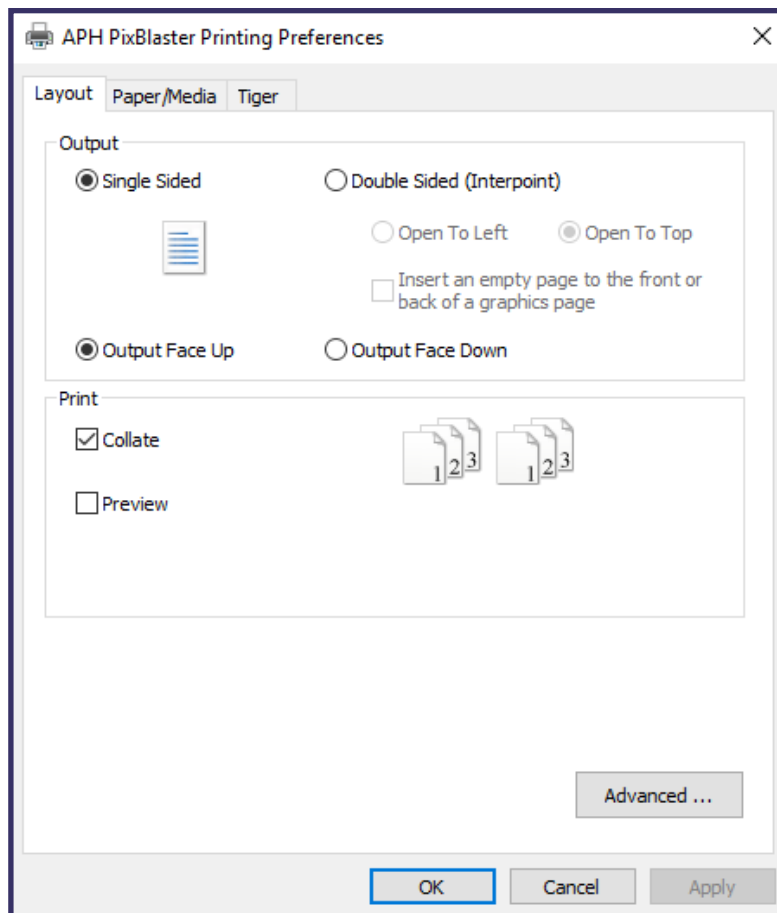 APH PixBlaster Printing Preferences
Layout Paper/Media Tiger
Output
Single Sided Double Sided (Interpoint)
Open To Left Open To Top
Insert an empty page to the front or
back of a graphics page
Output Face Up Output Face Down
Print
Collate
1 2 3 1 2 3
Preview
Advanced ...
OK Cancel Apply